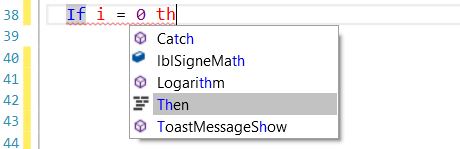 38 If i = 0 th
39
40 Catch
41 lblSigneMath
42 Logarithm
43 Then
44 ToastMessageShow